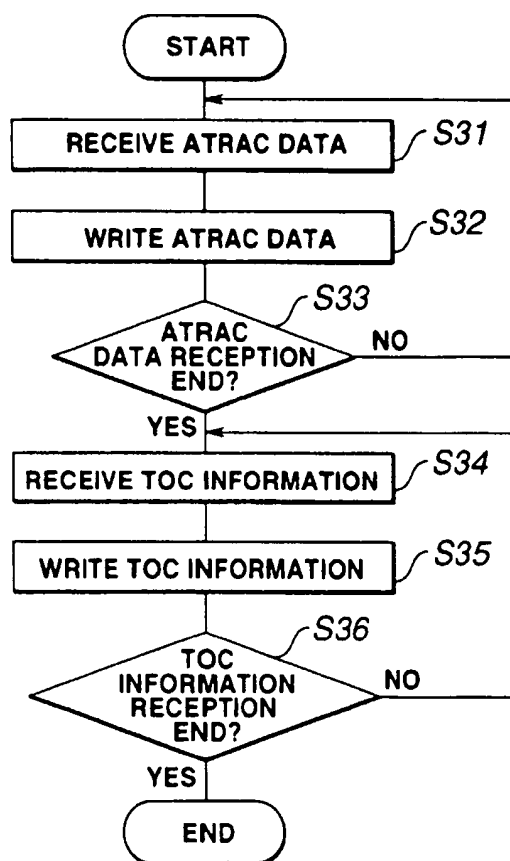 START
RECEIVE ATRAC DATA
S31
WRITE ATRAC DATA
S32
S33
ATRAC
DATA RECEPTION
END?
NO
YES
RECEIVE TOC INFORMATION
S34
WRITE TOC INFORMATION
S35
S36
TOC
INFORMATION
RECEPTION
END?
NO
YES
END